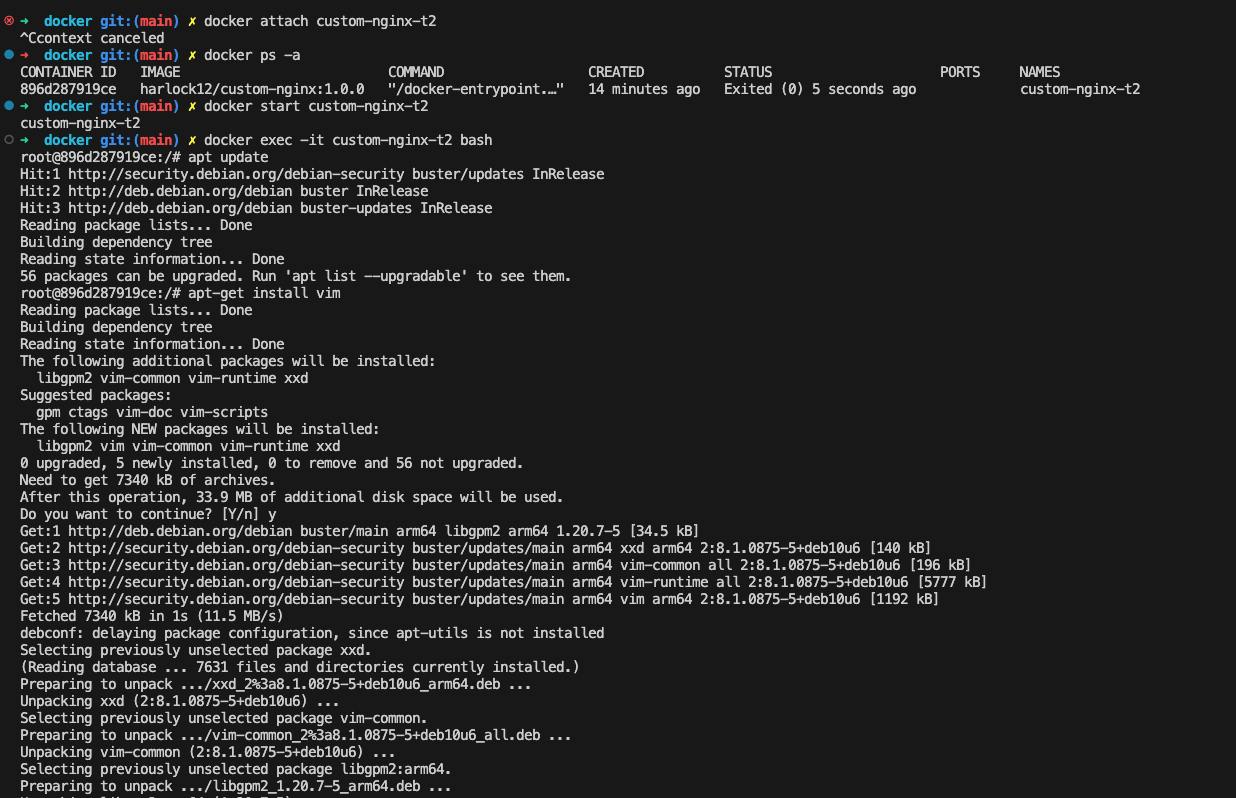 ➜ docker git:(main) ✗ docker attach custom-nginx-t2
^Ccontext canceled
➜ docker git:(main) ✗ docker ps -a
CONTAINER ID IMAGE COMMAND CREATED STATUS PORTS NAMES
896d287919ce harlock12/custom-nginx:1.0.0 "/docker-entrypoint.…" 14 minutes ago Exited (0) 5 seconds ago custom-nginx-t2
➜ docker git:(main) ✗ docker start custom-nginx-t2
custom-nginx-t2
➜ docker git:(main) ✗ docker exec -it custom-nginx-t2 bash
root@896d287919ce:/# apt update
Hit:1 http://security.debian.org/debian-security buster/updates InRelease
Hit:2 http://deb.debian.org/debian buster InRelease
Hit:3 http://deb.debian.org/debian buster-updates InRelease
Reading package lists... Done
Building dependency tree
Reading state information... Done
56 packages can be upgraded. Run 'apt list --upgradable' to see them.
root@896d287919ce:/# apt-get install vim
Reading package lists... Done
Building dependency tree
Reading state information... Done
The following additional packages will be installed:
  libgpm2 vim-common vim-runtime xxd
Suggested packages:
  gpm ctags vim-doc vim-scripts
The following NEW packages will be installed:
  libgpm2 vim vim-common vim-runtime xxd
0 upgraded, 5 newly installed, 0 to remove and 56 not upgraded.
Need to get 7340 kB of archives.
After this operation, 33.9 MB of additional disk space will be used.
Do you want to continue? [Y/n] y
Get:1 http://deb.debian.org/debian buster/main arm64 libgpm2 arm64 1.20.7-5 [34.5 kB]
Get:2 http://security.debian.org/debian-security buster/updates/main arm64 xxd arm64 2:8.1.0875-5+deb10u6 [140 kB]
Get:3 http://security.debian.org/debian-security buster/updates/main arm64 vim-common all 2:8.1.0875-5+deb10u6 [196 kB]
Get:4 http://security.debian.org/debian-security buster/updates/main arm64 vim-runtime all 2:8.1.0875-5+deb10u6 [5777 kB]
Get:5 http://security.debian.org/debian-security buster/updates/main arm64 vim arm64 2:8.1.0875-5+deb10u6 [1192 kB]
Fetched 7340 kB in 1s (11.5 MB/s)
debconf: delaying package configuration, since apt-utils is not installed
Selecting previously unselected package xxd.
(Reading database ... 7631 files and directories currently installed.)
Preparing to unpack .../xxd_2%3a8.1.0875-5+deb10u6_arm64.deb ...
Unpacking xxd (2:8.1.0875-5+deb10u6) ...
Selecting previously unselected package vim-common.
Preparing to unpack .../vim-common_2%3a8.1.0875-5+deb10u6_all.deb ...
Unpacking vim-common (2:8.1.0875-5+deb10u6) ...
Selecting previously unselected package libgpm2:arm64.
Preparing to unpack .../libgpm2_1.20.7-5_arm64.deb ...